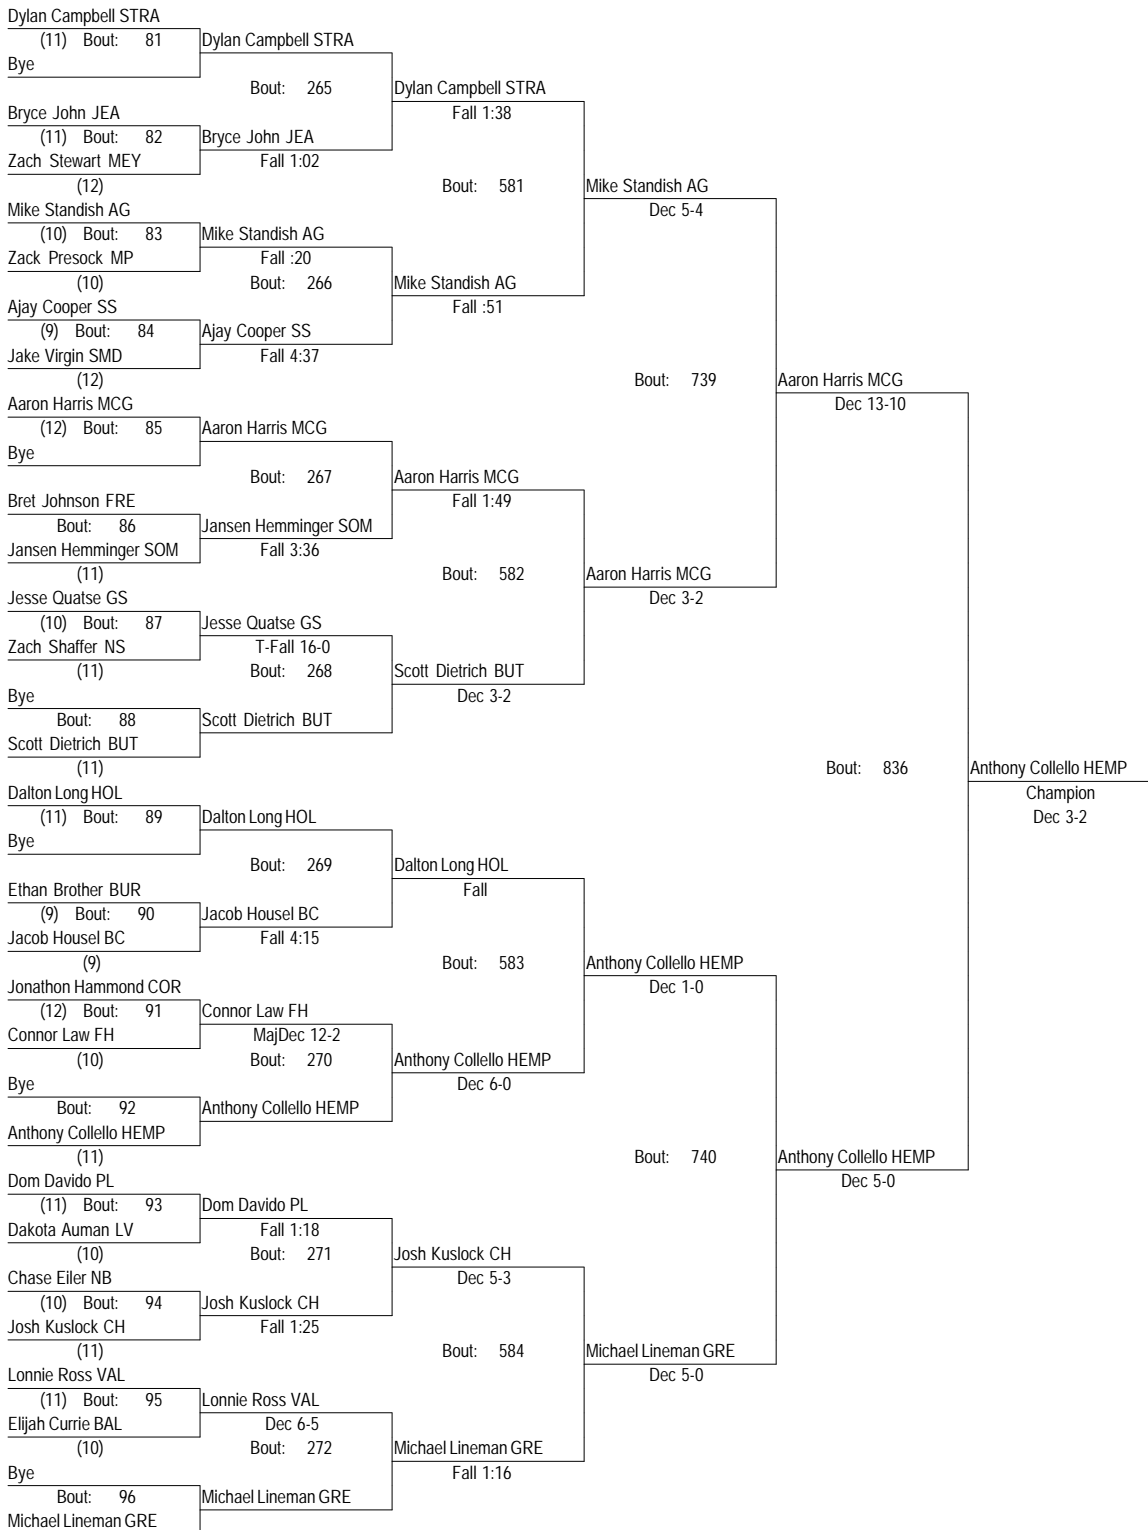 Dylan Campbell STRA
(11) Bout: 81 Dylan Campbell STRA
Bye
Bout: 265 Dylan Campbell STRA
Bryce John JEA Fall 1:38
(11) Bout: 82 Bryce John JEA
Zach Stewart MEY Fall 1:02
(12) Bout: 581 Mike Standish AG
Mike Standish AG Dec 5-4
(10) Bout: 83 Mike Standish AG
Zack Presock MP Fall :20
(10) Bout: 266 Mike Standish AG
Ajay Cooper SS Fall :51
(9) Bout: 84 Ajay Cooper SS
Jake Virgin SMD Fall 4:37
(12) Bout: 739 Aaron Harris MCG
Aaron Harris MCG Dec 13-10
(12) Bout: 85 Aaron Harris MCG
Bye
Bout: 267 Aaron Harris MCG
Bret Johnson FRE Fall 1:49
Bout: 86 Jansen Hemminger SOM
Jansen Hemminger SOM Fall 3:36
(11) Bout: 582 Aaron Harris MCG
Jesse Quatse GS Dec 3-2
(10) Bout: 87 Jesse Quatse GS
Zach Shaffer NS T-Fall 16-0
(11) Bout: 268 Scott Dietrich BUT
Bye Dec 3-2
Bout: 88 Scott Dietrich BUT
Scott Dietrich BUT
(11) Bout: 836 Anthony Collello HEMP
Dalton Long HOL Champion
(11) Bout: 89 Dalton Long HOL Dec 3-2
Bye
Bout: 269 Dalton Long HOL
Ethan Brother BUR Fall
(9) Bout: 90 Jacob Housel BC
Jacob Housel BC Fall 4:15
(9) Bout: 583 Anthony Collello HEMP
Jonathon Hammond COR Dec 1-0
(12) Bout: 91 Connor Law FH
Connor Law FH MajDec 12-2
(10) Bout: 270 Anthony Collello HEMP
Bye Dec 6-0
Bout: 92 Anthony Collello HEMP
Anthony Collello HEMP
(11) Bout: 740 Anthony Collello HEMP
Dom Davido PL Dec 5-0
(11) Bout: 93 Dom Davido PL
Dakota Auman LV Fall 1:18
(10) Bout: 271 Josh Kuslock CH
Chase Eiler NB Dec 5-3
(10) Bout: 94 Josh Kuslock CH
Josh Kuslock CH Fall 1:25
(11) Bout: 584 Michael Lineman GRE
Lonnie Ross VAL Dec 5-0
(11) Bout: 95 Lonnie Ross VAL
Elijah Currie BAL Dec 6-5
(10) Bout: 272 Michael Lineman GRE
Bye Fall 1:16
Bout: 96 Michael Lineman GRE
Michael Lineman GRE